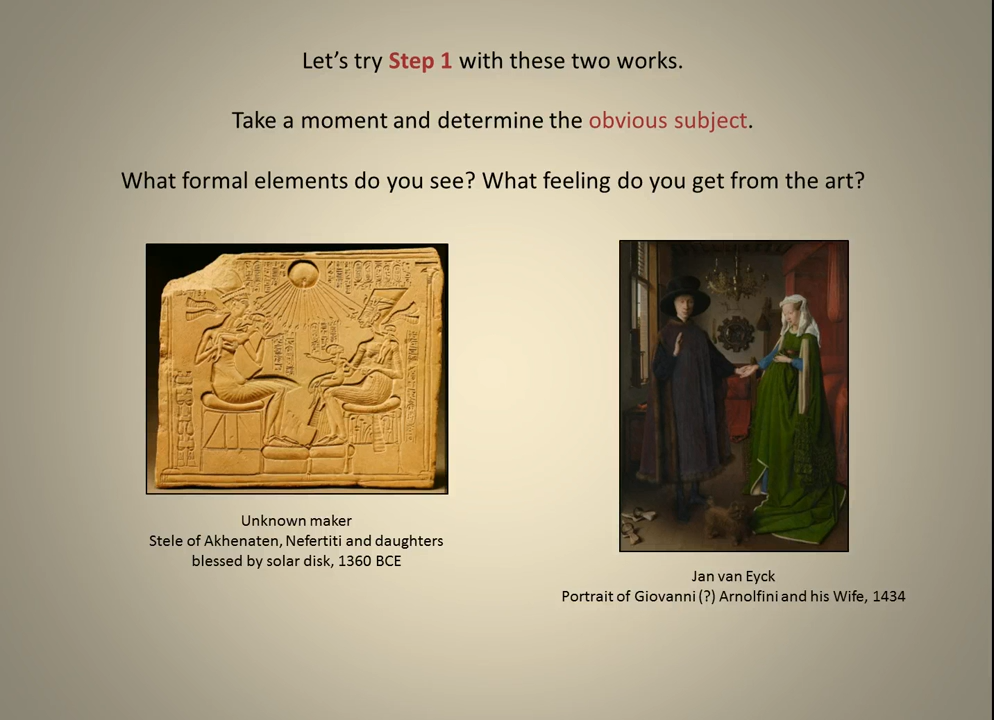 Let’s try Step 1 with these two works.
Take a moment and determine the obvious subject.
What formal elements do you see? What feeling do you get from the art?
Unknown maker
Stele of Akhenaten, Nefertiti and daughters
blessed by solar disk, 1360 BCE
Jan van Eyck
Portrait of Giovanni (?) Arnolfini and his Wife, 1434